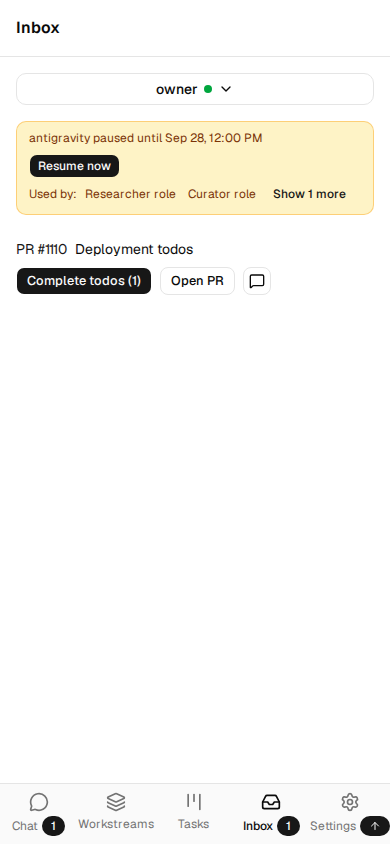 Inbox
owner
antigravity paused until Sep 28, 12:00 PM
Resume now
Used by: Researcher role Curator role Show 1 more
PR #1110 Deployment todos
Complete todos (1) Open PR
Chat 1 Workstreams Tasks Inbox 1 Settings ↑